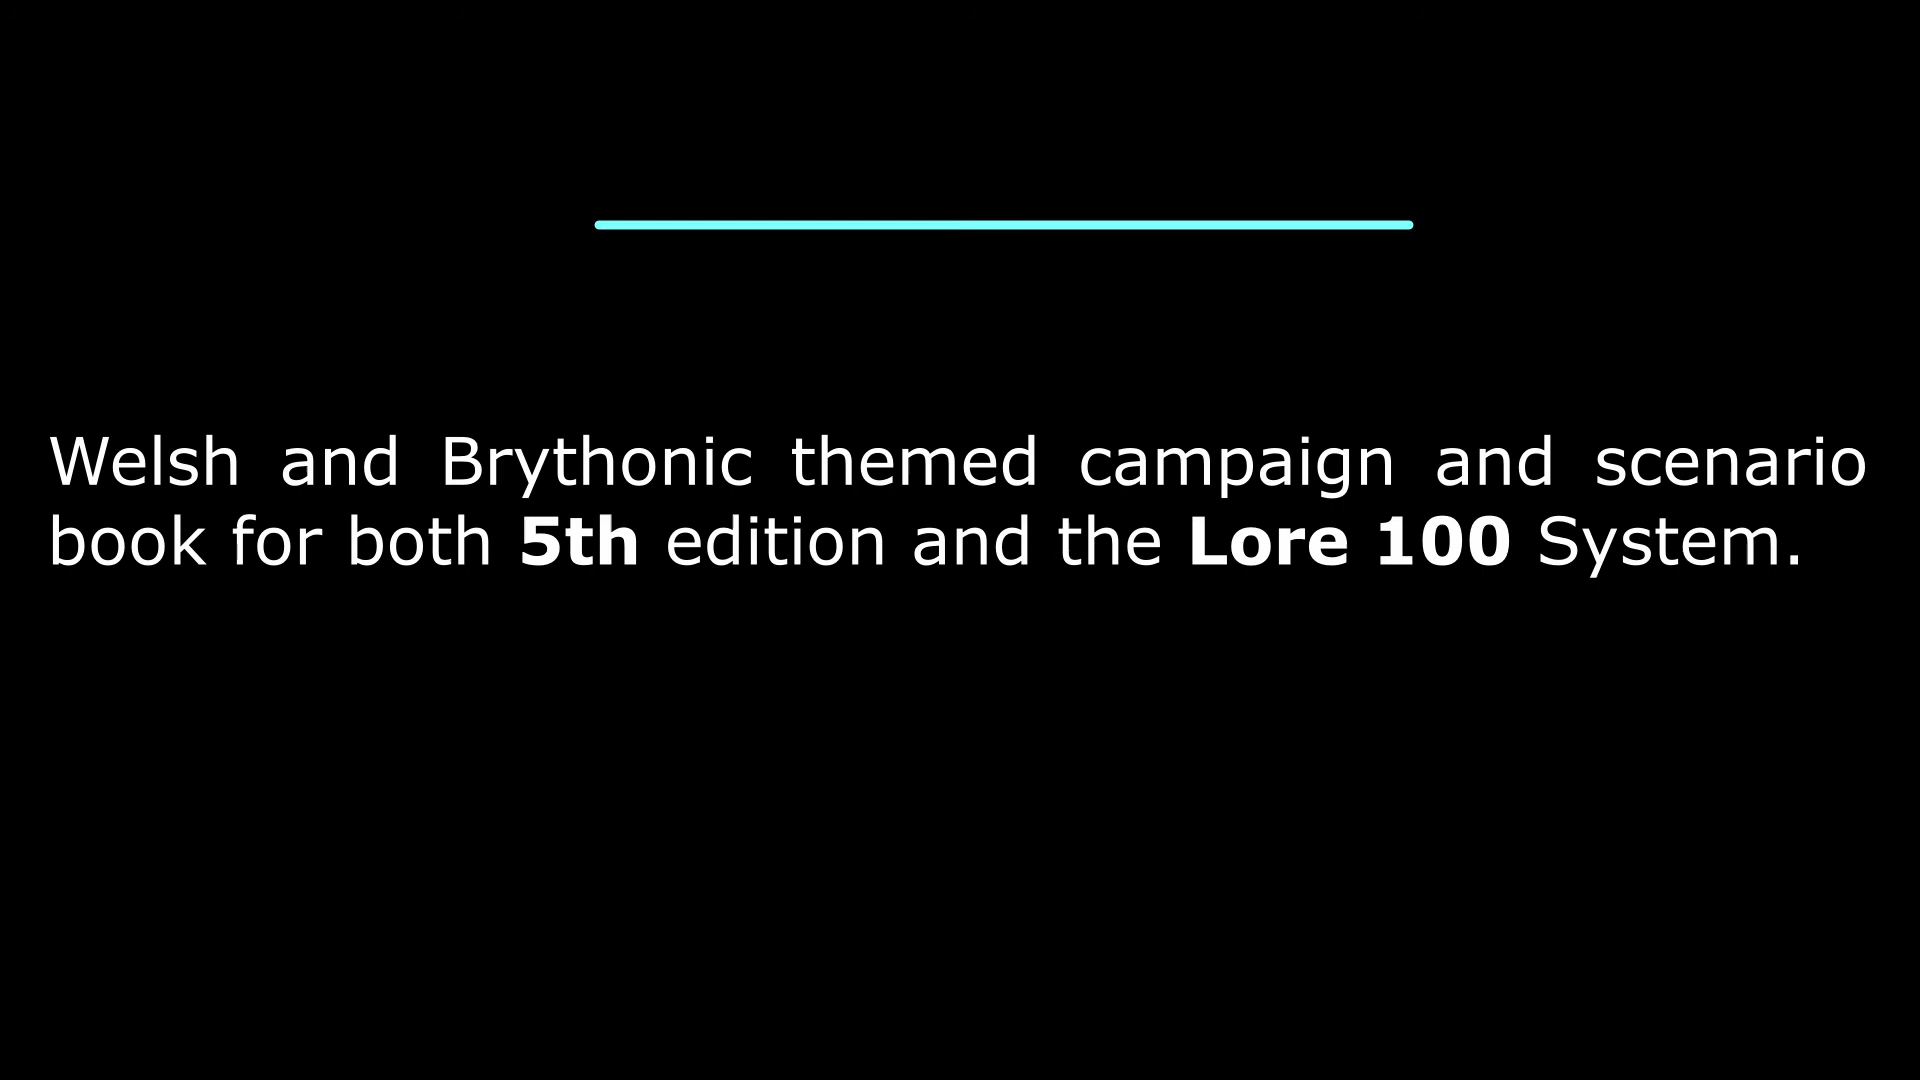 Welsh and Brythonic themed campaign and scenario
book for both 5th edition and the Lore 100 System.